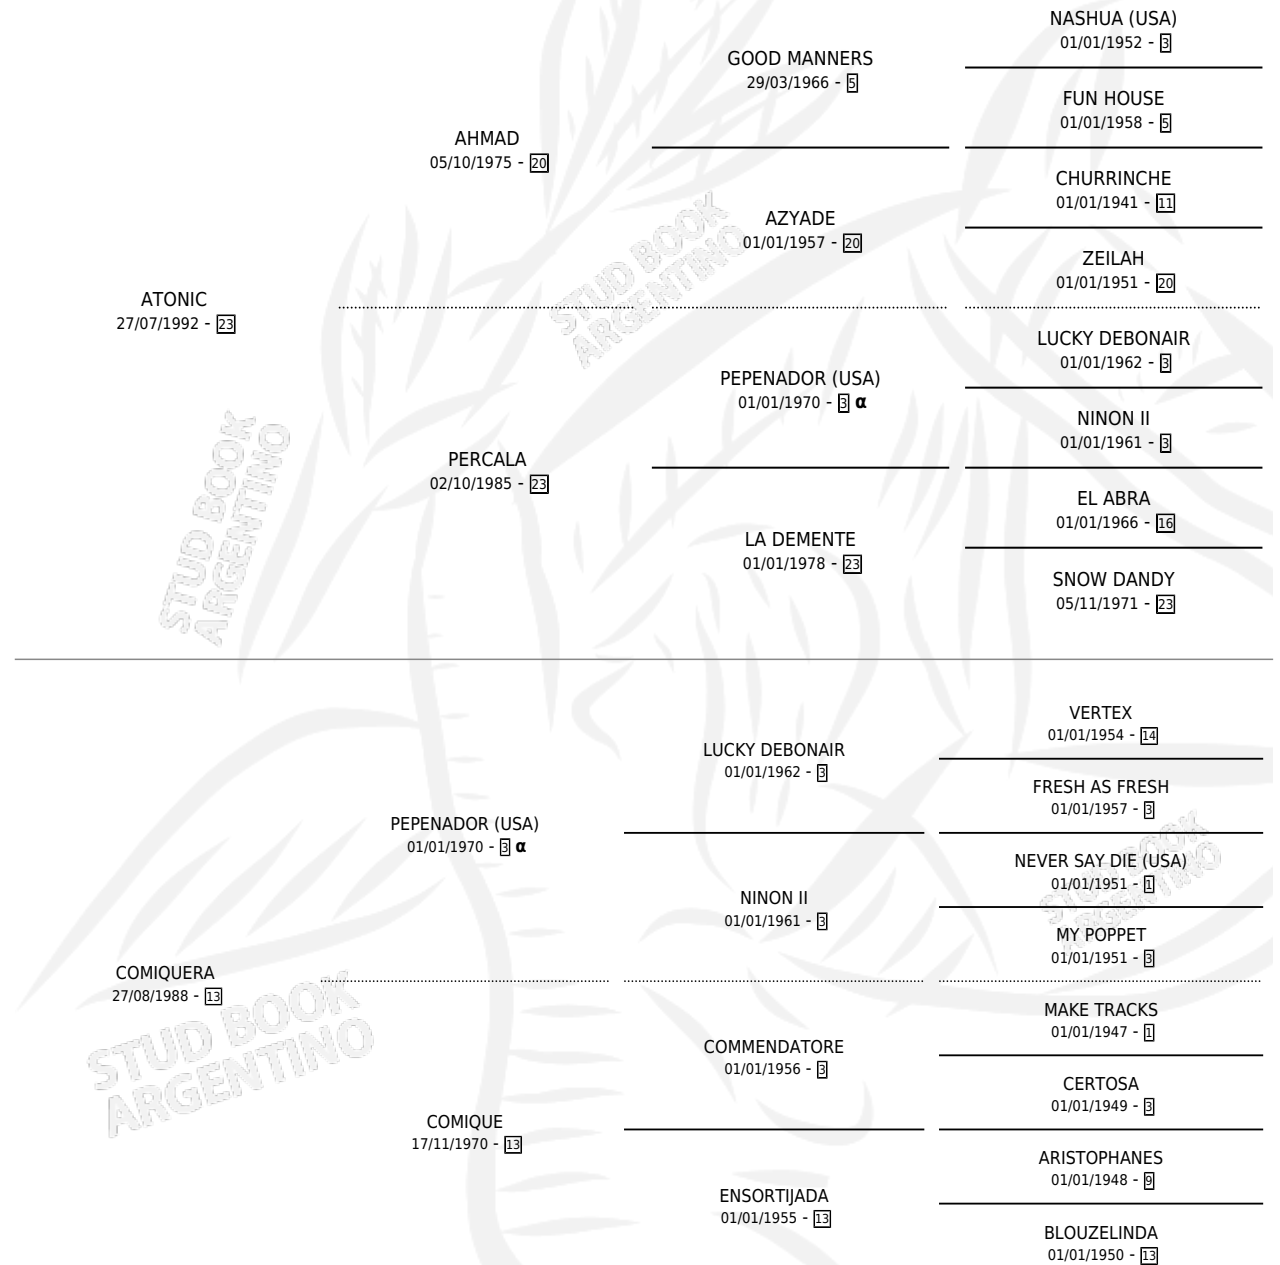 NASHUA (USA)
01/01/1952 - 3
GOOD MANNERS
29/03/1966 - 5
FUN HOUSE
01/01/1958 - 5
AHMAD
05/10/1975 - 20
CHURRINCHE
01/01/1941 - 11
AZYADE
01/01/1957 - 20
ZEILAH
01/01/1951 - 20
STUD BOOK
ARGENTINO
ATONIC
27/07/1992 - 23
LUCKY DEBONAIR
01/01/1962 - 3
PEPENADOR (USA)
01/01/1970 - 3 α
NINON II
01/01/1961 - 3
PERCALA
02/10/1985 - 23
EL ABRA
01/01/1966 - 16
LA DEMENTE
01/01/1978 - 23
SNOW DANDY
05/11/1971 - 23
STUD BOOK
ARGENTINO
VERTEX
01/01/1954 - 14
LUCKY DEBONAIR
01/01/1962 - 3
FRESH AS FRESH
01/01/1957 - 3
PEPENADOR (USA)
01/01/1970 - 3 α
NEVER SAY DIE (USA)
01/01/1951 - 1
NINON II
01/01/1961 - 3
MY POPPET
01/01/1951 - 3
STUD BOOK
ARGENTINO
COMIQUERA
27/08/1988 - 13
MAKE TRACKS
01/01/1947 - 1
COMMENDATORE
01/01/1956 - 3
CERTOSA
01/01/1949 - 3
STUD BOOK
ARGENTINO
COMIQUE
17/11/1970 - 13
ARISTOPHANES
01/01/1948 - 9
ENSORTIJADA
01/01/1955 - 13
BLOUZELINDA
01/01/1950 - 13